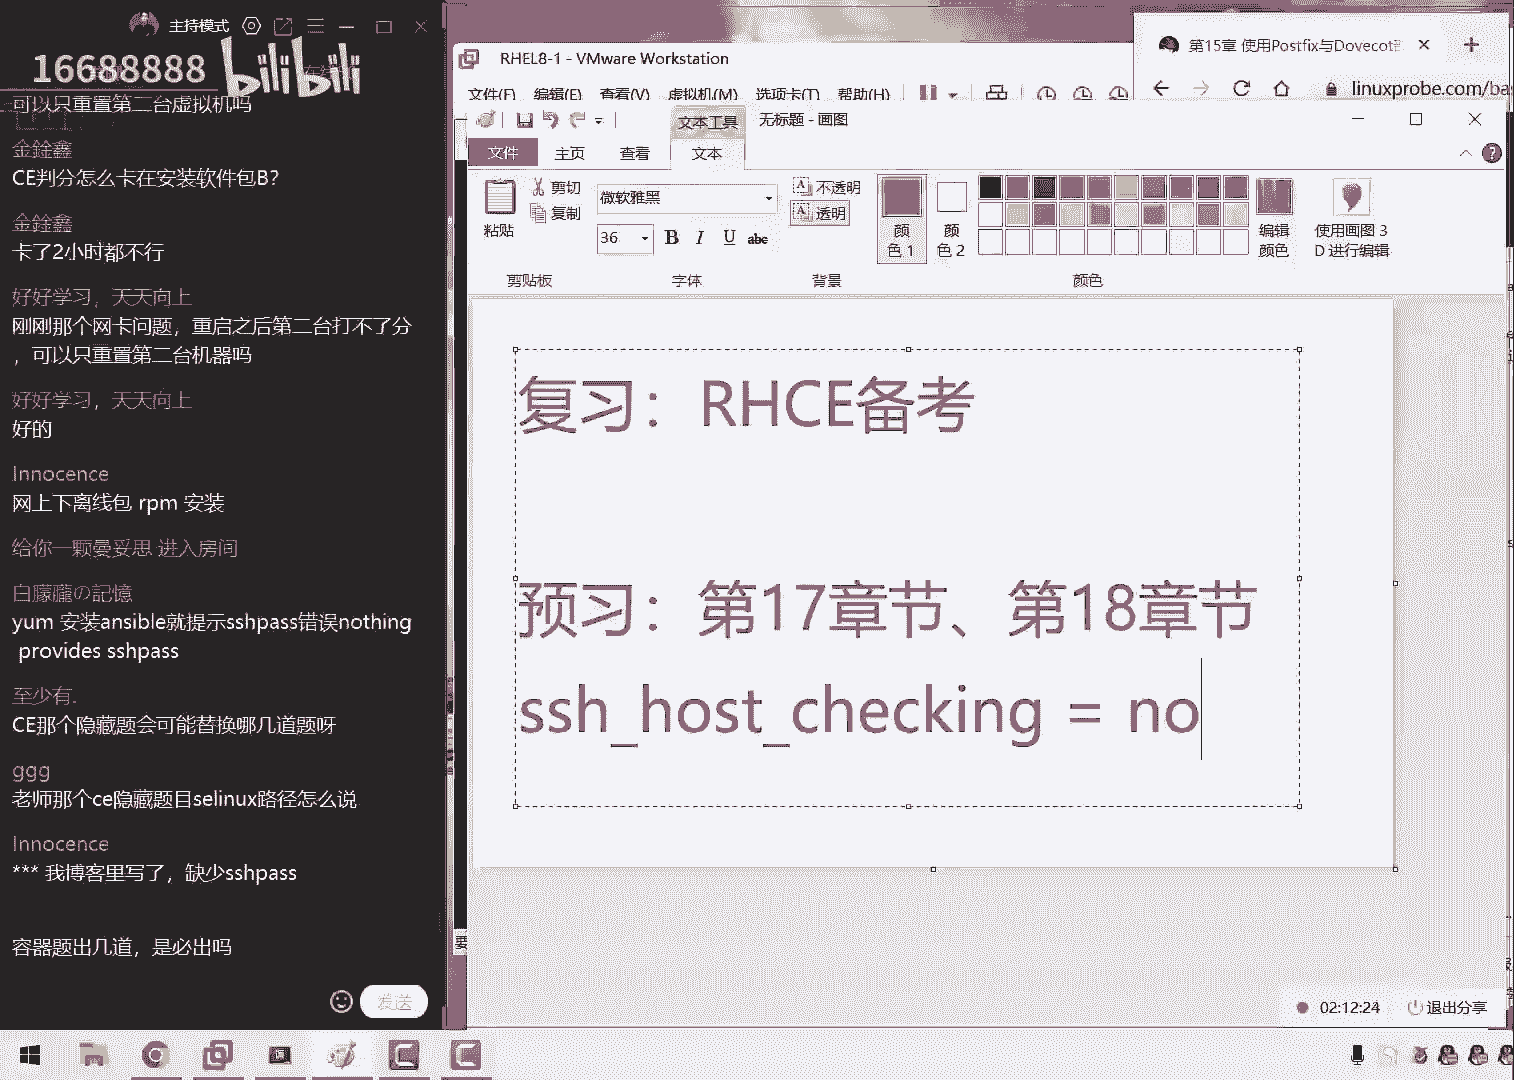 主持模式
16688888
bilibili
可以只重置第二台虚拟机吗
金銓鑫
CE判分怎么卡在安装软件包B?
金銓鑫
卡了2小时都不行
好好学习，天天向上
刚刚那个网卡问题，重启之后第二台打不了分
，可以只重置第二台机器吗
好好学习，天天向上
好的
Innocence
网上下离线包 rpm 安装
给你一颗曼妥思 进入房间
白朦朧の記憶
yum 安装ansible就提示sshpass错误nothing
provides sshpass
至少有.
CE那个隐藏题会可能替换哪几道题呀
ggg
老师那个ce隐藏题目selinux路径怎么说
Innocence
*** 我博客里写了，缺少sshpass
容器题出几道，是必出吗
发送
RHEL8-1 - VMware Workstation
文件(F) 编辑(E) 查看(V) 虚拟机(M) 选项卡(T) 帮助(H)
第15章 使用Postfix与Dovecot
linuxprobe.com/bas
文本工具 无标题 - 画图
文件 主页 查看 文本
粘贴 剪切 复制
剪贴板
微软雅黑
36 B I U abc
字体
不透明
透明
背景
颜色 1
颜色 2
编辑颜色
颜色
使用画图 3D 进行编辑
复习：RHCE备考
预习：第17章节、第18章节
ssh_host_checking = no
02:12:24 退出分享